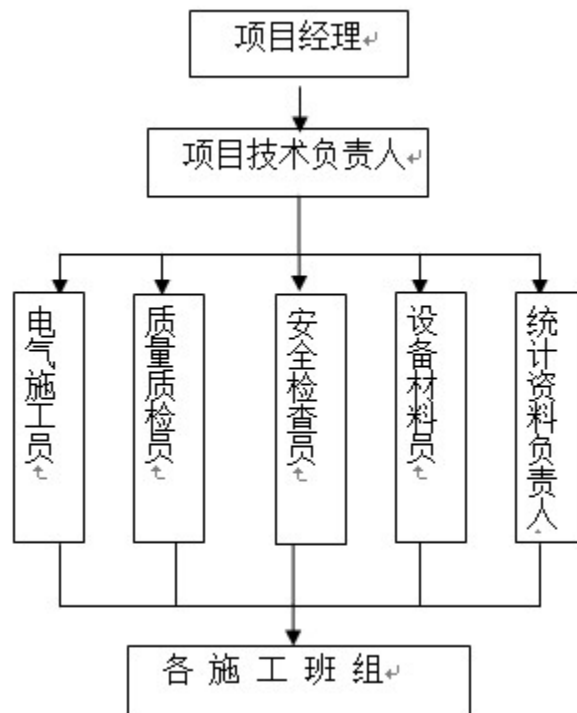 项目经理
项目技术负责人
电气施工员
质量质检员
安全检查员
设备材料员
统计资料负责人
各 施 工 班 组